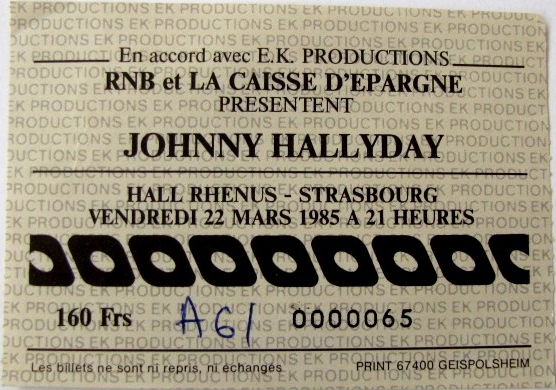 En accord avec E.K. PRODUCTIONS
RNB et LA CAISSE D'EPARGNE
PRESENTENT
JOHNNY HALLYDAY
HALL RHENUS - STRASBOURG
VENDREDI 22 MARS 1985 A 21 HEURES
160 Frs A61 0000065
Les billets ne sont ni repris, ni échangés PRINT 67400 GEISPOLSHEIM